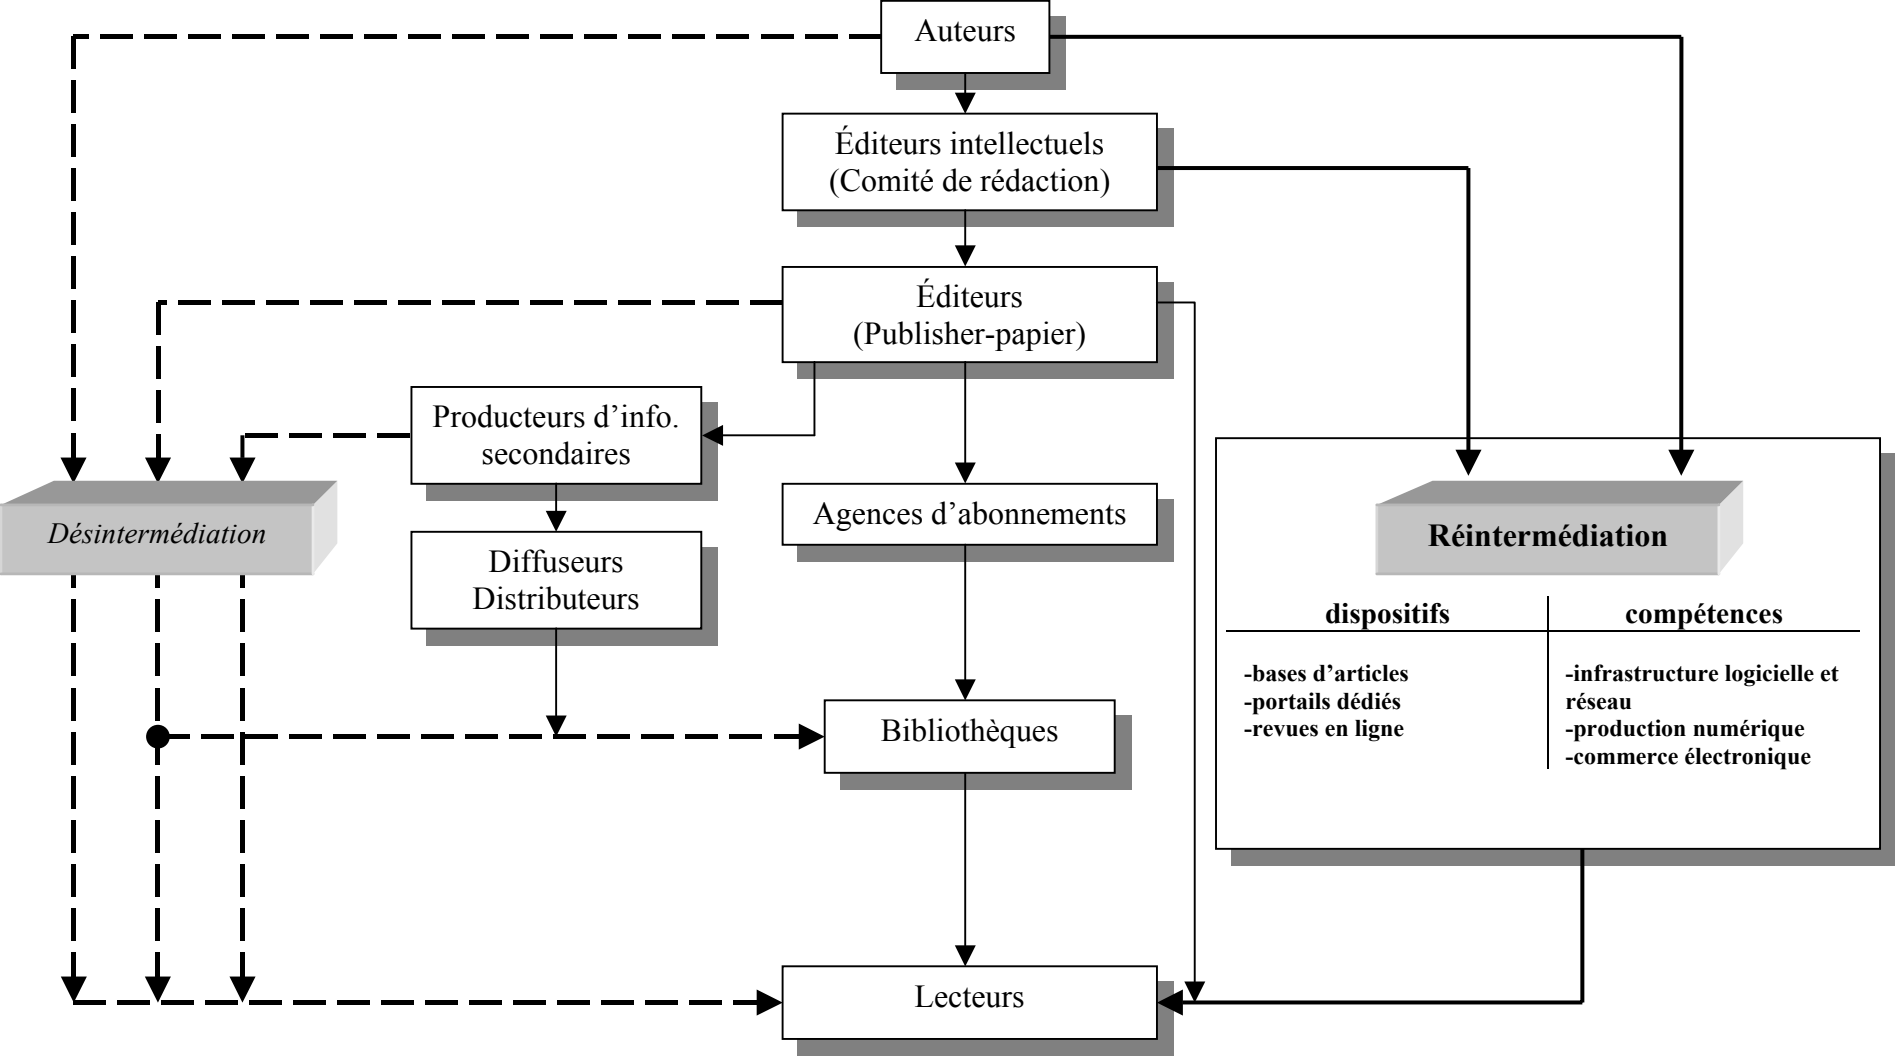 Auteurs
Éditeurs intellectuels
(Comité de rédaction)
Éditeurs
(Publisher-papier)
Producteurs d’info.
secondaires
Agences d’abonnements
Désintermédiation
Diffuseurs
Distributeurs
Réintermédiation
dispositifs
-bases d’articles
-portails dédiés
-revues en ligne
compétences
-infrastructure logicielle et
réseau
-production numérique
-commerce électronique
Bibliothèques
Lecteurs